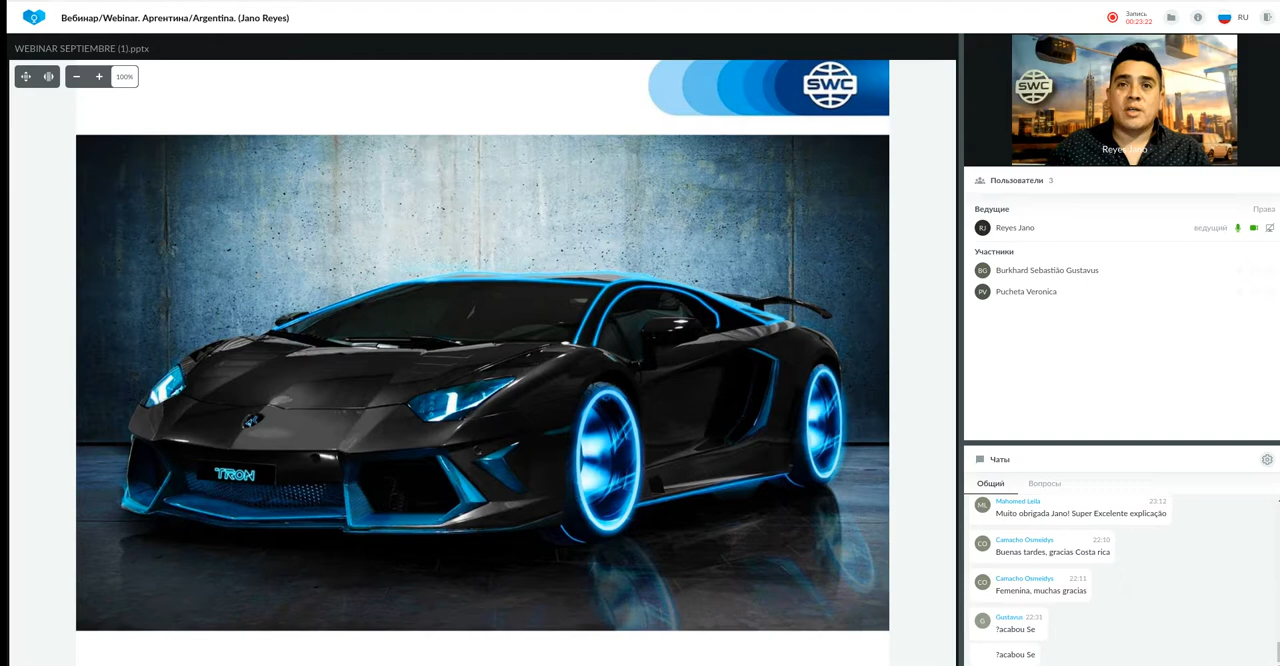 Вебинар/Webinar. Аргентина/Argentina. (Jano Reyes)
Запись
00:23:22
RU
WEBINAR SEPTIEMBRE (1).pptx
100%
SWC
TRON
SWC
Reyes Jano
Пользователи 3
Ведущие
Права
RJ
Reyes Jano
ведущий
Участники
BG
Burkhard Sebastião Gustavus
PV
Pucheta Veronica
Чаты
Общий
Вопросы
ML
Mahomed Leila
23:12
Muito obrigada Jano! Super Excelente explicação
CO
Camacho Osmeidys
22:10
Buenas tardes, gracias Costa rica
CO
Camacho Osmeidys
22:11
Femenina, muchas gracias
G
Gustavus 22:31
?acabou Se
?acabou Se